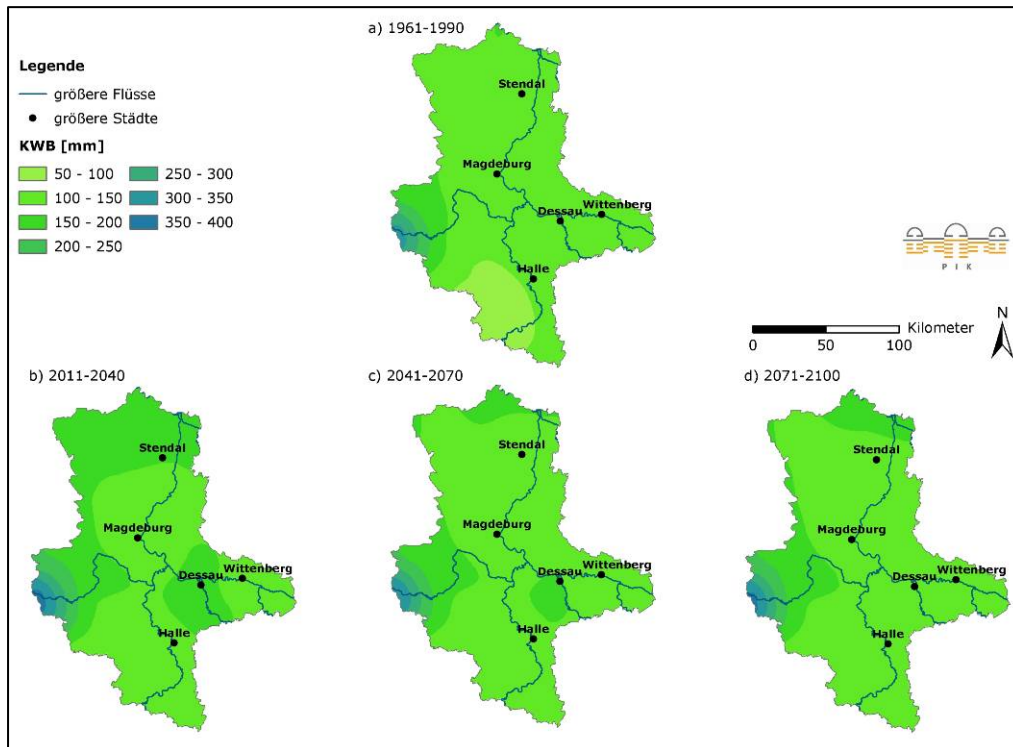 a) 1961-1990
Legende
größere Flüsse
größere Städte
KWB [mm]
50 - 100
250 - 300
100 - 150
300 - 350
150 - 200
350 - 400
200 - 250
Stendal
Magdeburg
Dessau
Wittenberg
Halle
P I K
N
Kilometer
0 50 100
b) 2011-2040
Stendal
Magdeburg
Dessau
Wittenberg
Halle
c) 2041-2070
Stendal
Magdeburg
Dessau
Wittenberg
Halle
d) 2071-2100
Stendal
Magdeburg
Dessau
Wittenberg
Halle